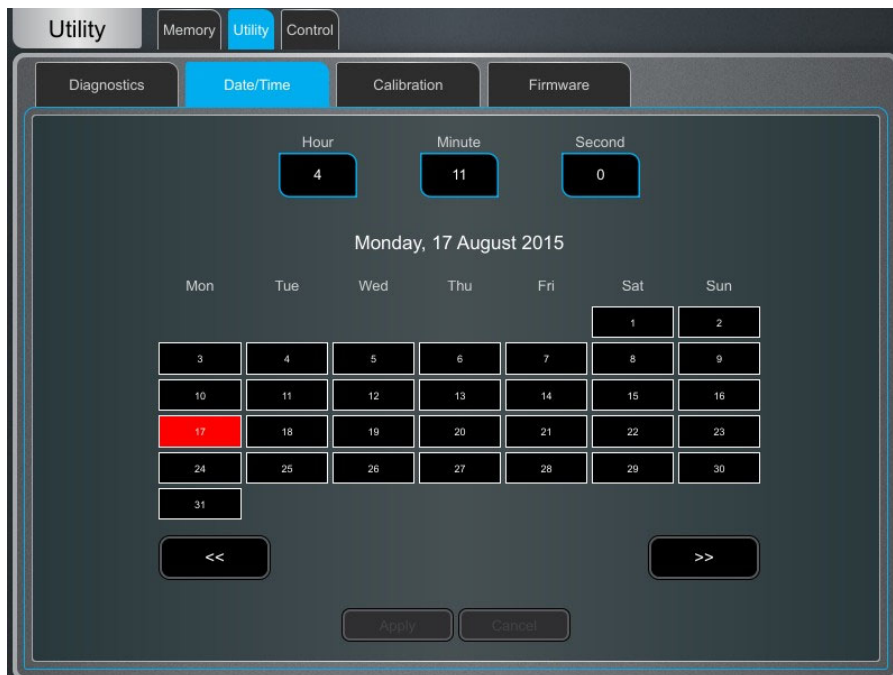 Utility Memory Utility Control
Diagnostics Date/Time Calibration Firmware
Hour Minute Second
4 11 0
Monday, 17 August 2015
Mon Tue Wed Thu Fri Sat Sun
1 2
3 4 5 6 7 8 9
10 11 12 13 14 15 16
17 18 19 20 21 22 23
24 25 26 27 28 29 30
31
<< >>
Apply Cancel